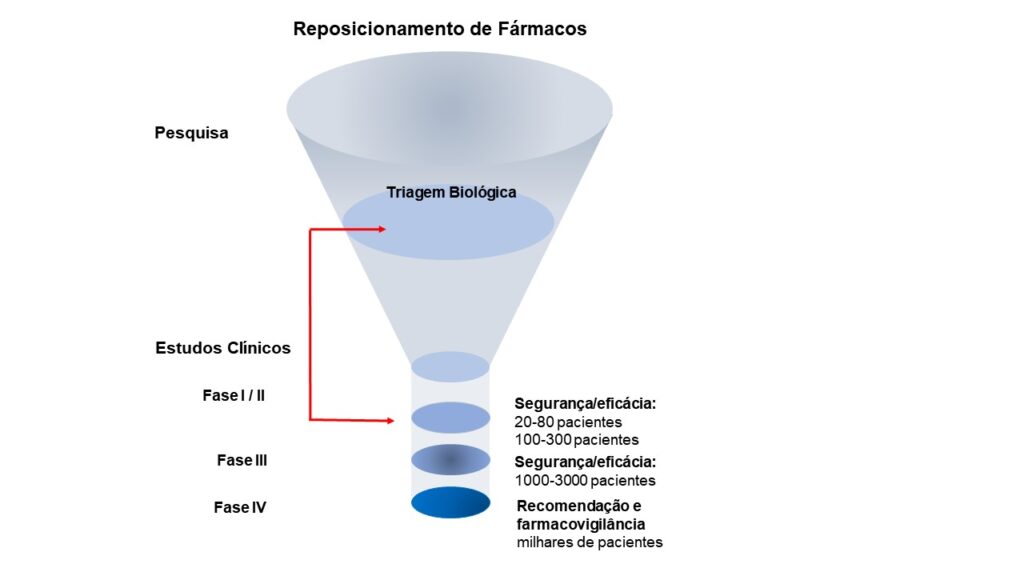 Reposicionamento de Fármacos
Pesquisa
Triagem Biológica
Estudos Clínicos
Fase I / II
Segurança/eficácia:
20-80 pacientes
100-300 pacientes
Fase III
Segurança/eficácia:
1000-3000 pacientes
Fase IV
Recomendação e
farmacovigilância
milhares de pacientes